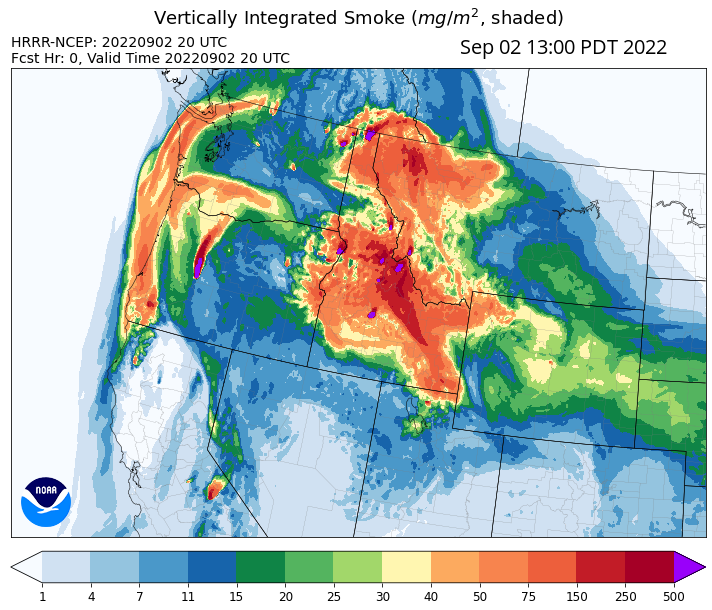 Vertically Integrated Smoke (mg/m², shaded)
HRRR-NCEP: 20220902 20 UTC
Sep 02 13:00 PDT 2022
Fcst Hr: 0, Valid Time 20220902 20 UTC
NOAA
1 4 7 11 15 20 25 30 40 50 75 150 250 500